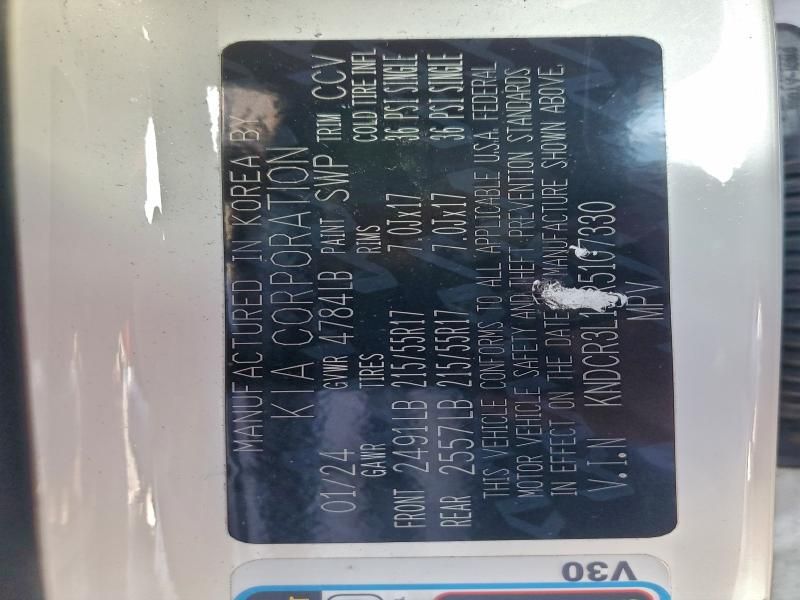 MANUFACTURED IN KOREA BY
KIA CORPORATION
01/24 GVWR 4784LB PAINT SWP TRIM CCV
GAWR TIRES RIMS COLD TIRE INFL
FRONT 2491LB 215/55R17 7.0Jx17 36 PSI SINGLE
REAR 2557LB 215/55R17 7.0Jx17 36 PSI SINGLE
THIS VEHICLE CONFORMS TO ALL APPLICABLE U.S.A. FEDERAL
MOTOR VEHICLE SAFETY AND THEFT PREVENTION STANDARDS
IN EFFECT ON THE DATE MANUFACTURE SHOWN ABOVE.
V.I.N
MPV
V30